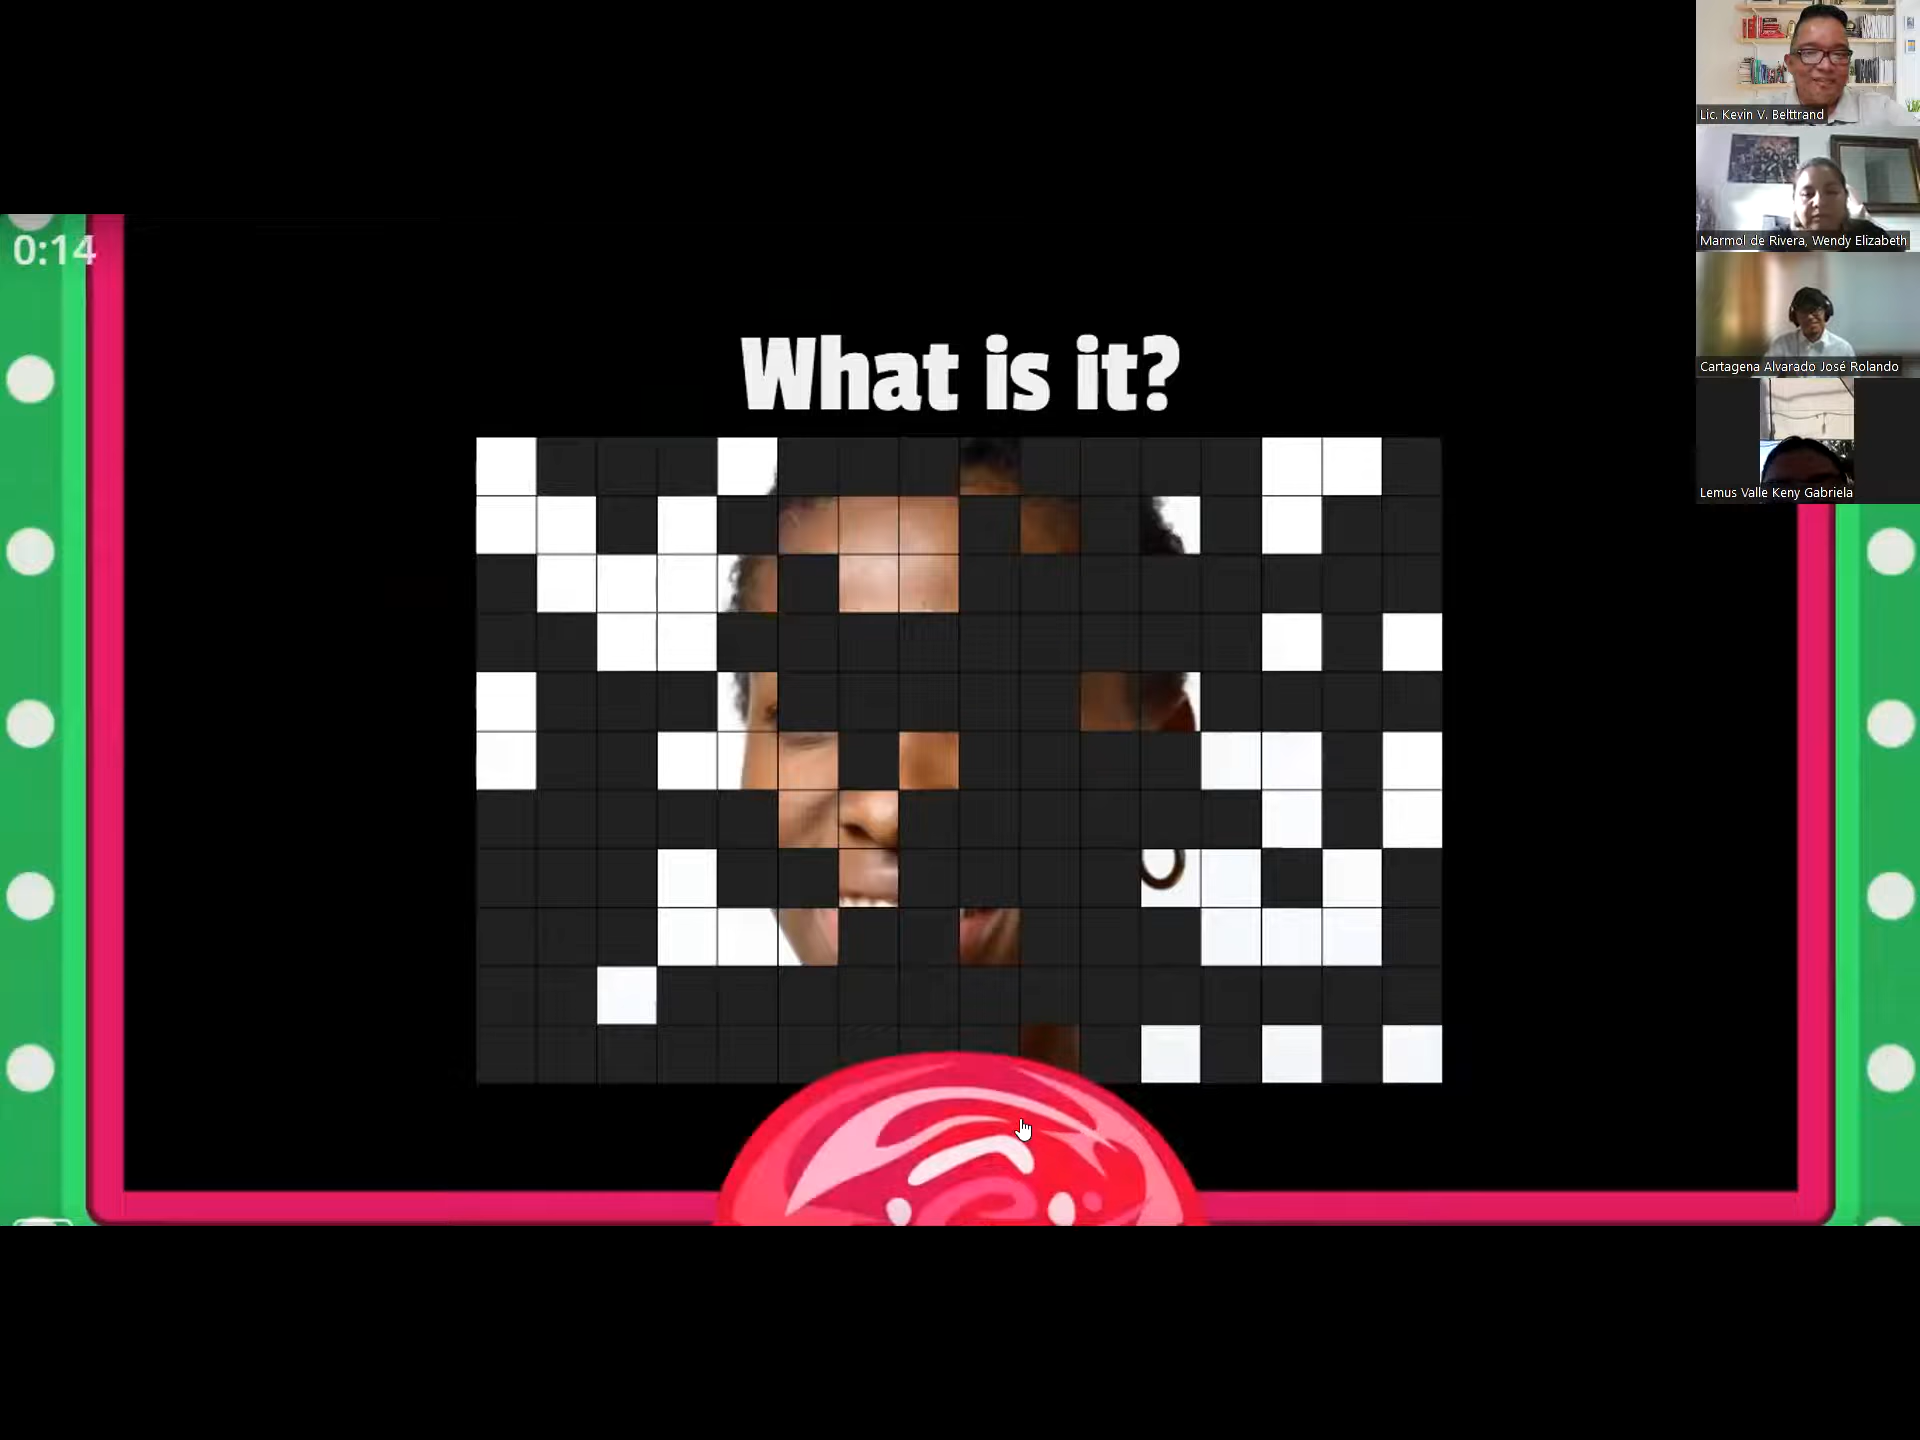 0:14
What is it?
Lic. Kevin V. Belttrand
Marmol de Rivera, Wendy Elizabeth
Cartagena Alvarado José Rolando
Lemus Valle Keny Gabriela